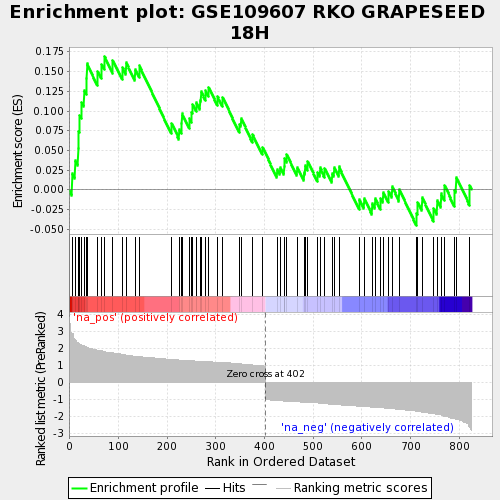 Enrichment plot: GSE109607 RKO GRAPESEED
18H
Enrichment score (ES)
0.175
0.150
0.125
0.100
0.075
0.050
0.025
0.000
-0.025
-0.050
'na_pos' (positively correlated)
Ranked list metric (PreRanked)
4
3
2
1
0
-1
-2
-3
Zero cross at 402
'na_neg' (negatively correlated)
0 100 200 300 400 500 600 700 800
Rank in Ordered Dataset
Enrichment profile Hits Ranking metric scores